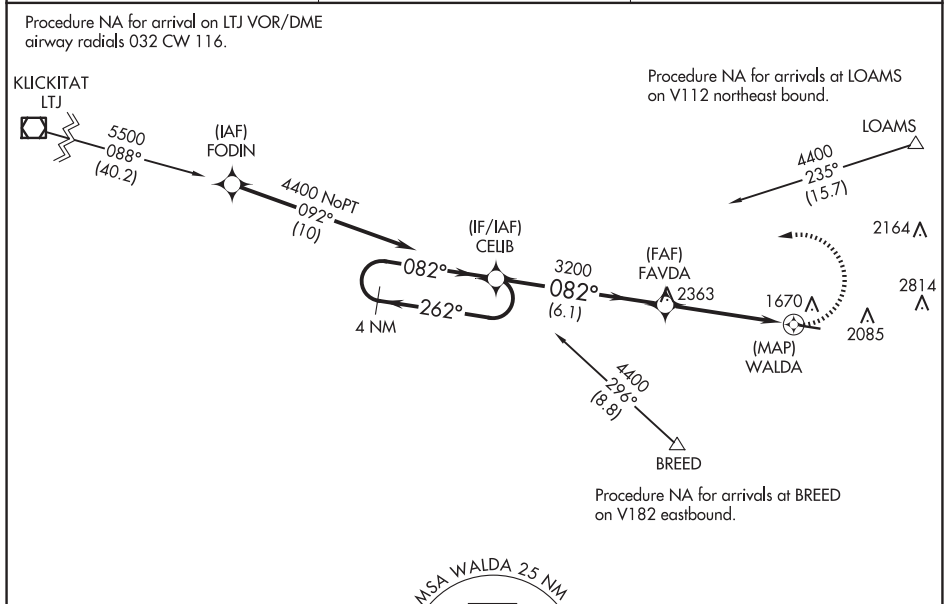 Procedure NA for arrival on LTJ VOR/DME
airway radials 032 CW 116.
KLICKITAT
LTJ
5500
088°
(40.2)
(IAF)
FODIN
4400 NoPT
092°
(10)
Procedure NA for arrivals at LOAMS
on V112 northeast bound.
LOAMS
4400
235°
(15.7)
(IF/IAF)
CELIB
082°
262°
4 NM
3200
082°
(6.1)
(FAF)
FAVDA
2363
1670
2164
2814
2085
(MAP)
WALDA
4400
296°
(8.8)
BREED
Procedure NA for arrivals at BREED
on V182 eastbound.
MSA WALDA 25 NM